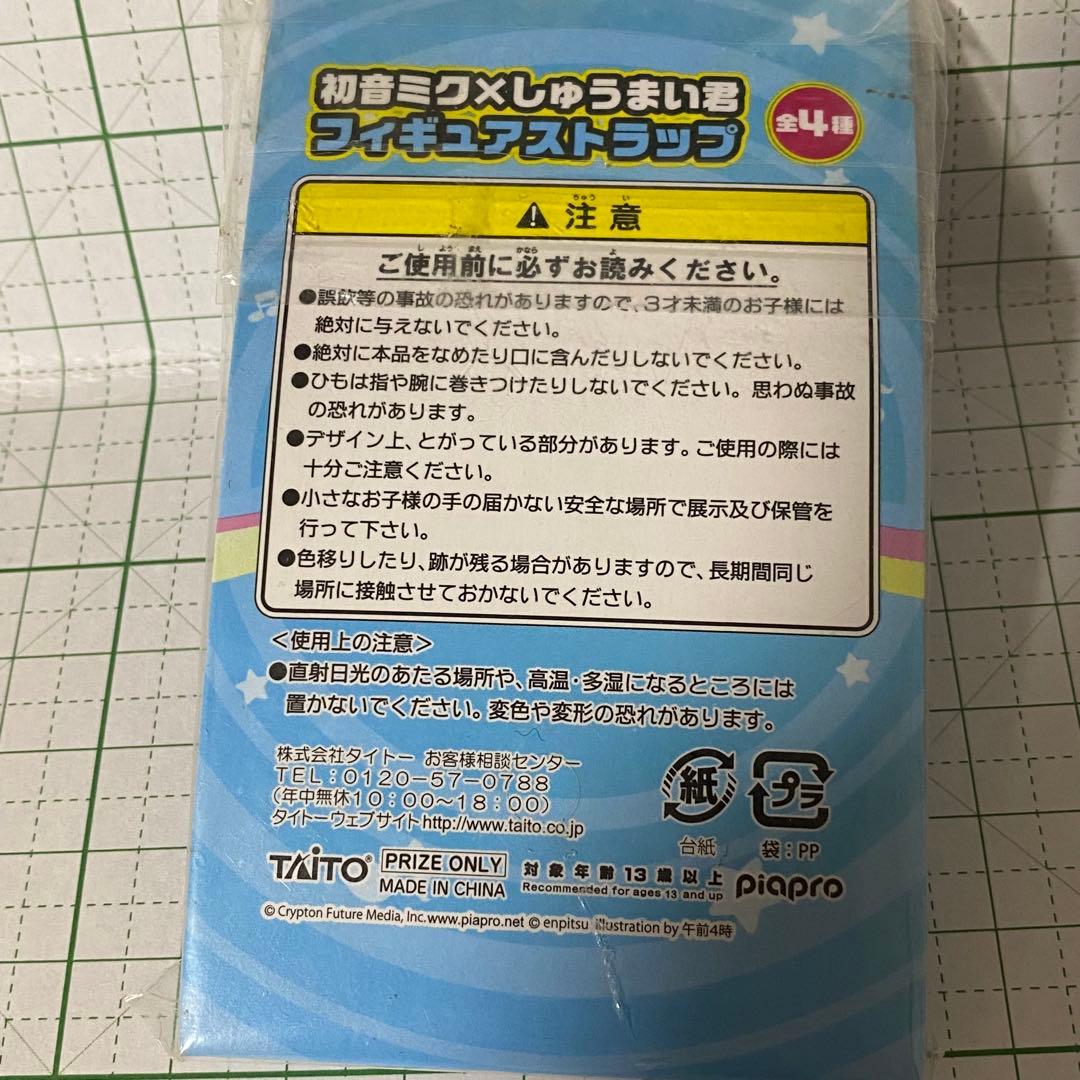 初音ミク×しゅうまい君
フィギュアストラップ
全4種
ちゅう い
注意
し よう まえ かなら よ
ご使用前に必ずお読みください。
●誤飲等の事故の恐れがありますので、3才未満のお子様には
絶対に与えないでください。
●絶対に本品をなめたり口に含んだりしないでください。
●ひもは指や腕に巻きつけたりしないでください。思わぬ事故
の恐れがあります。
●デザイン上、とがっている部分があります。ご使用の際には
十分ご注意ください。
●小さなお子様の手の届かない安全な場所で展示及び保管を
行って下さい。
●色移りしたり、跡が残る場合がありますので、長期間同じ
場所に接触させておかないでください。
<使用上の注意>
●直射日光のあたる場所や、高温・多湿になるところには
置かないでください。変色や変形の恐れがあります。
株式会社タイトー お客様相談センター
TEL:0120-57-0788
(年中無休10:00~18:00)
タイトーウェブサイトhttp://www.taito.co.jp
紙
台紙
プラ
袋:PP
TAITO® PRIZE ONLY
MADE IN CHINA
対象年齢13歳以上
Recommended for ages 13 and up
piapro
© Crypton Future Media, Inc. www.piapro.net © enpitsu illustration by 午前4時